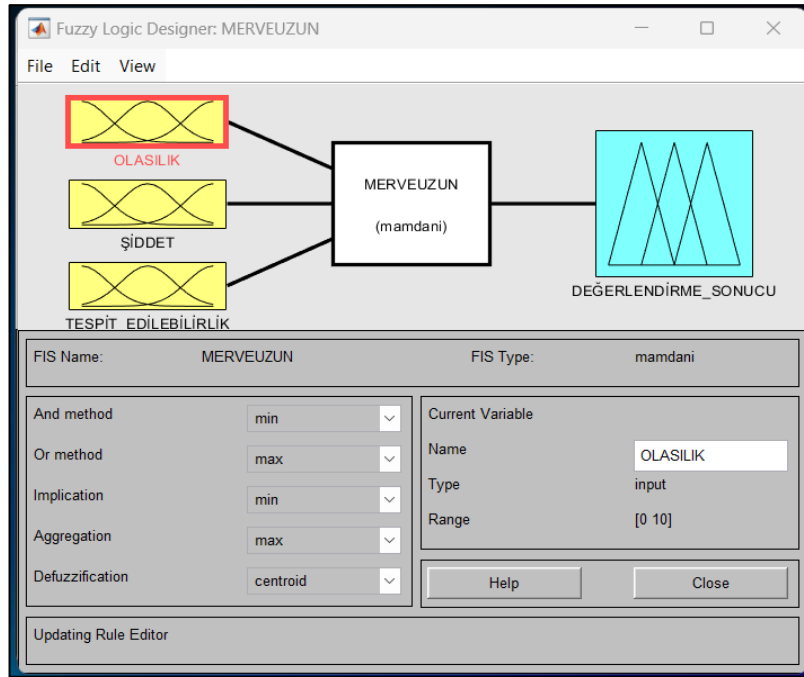 Fuzzy Logic Designer: MERVEUZUN
File Edit View
OLASILIK
ŞİDDET
TESPİT_EDİLEBİLİRLİK
MERVEUZUN
(mamdani)
DEĞERLENDİRME_SONUCU
FIS Name: MERVEUZUN FIS Type: mamdani
And method min
Or method max
Implication min
Aggregation max
Defuzzification centroid
Current Variable
Name OLASILIK
Type input
Range [0 10]
Help Close
Updating Rule Editor